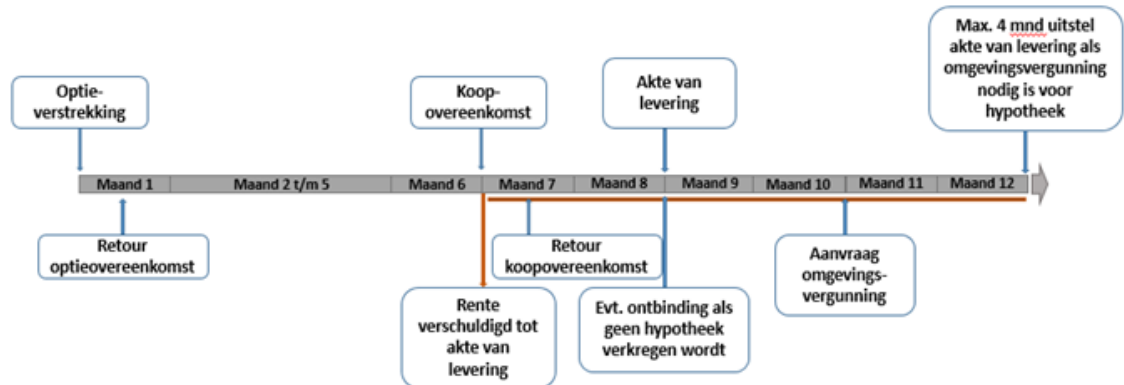 Max. 4 mnd uitstel
akte van levering als
omgevingsvergunning
nodig is voor
hypotheek
Optie-
verstrekking
Koop-
overeenkomst
Akte van
levering
Maand 1 Maand 2 t/m 5 Maand 6 Maand 7 Maand 8 Maand 9 Maand 10 Maand 11 Maand 12
Retour
optieovereenkomst
Retour
koopovereenkomst
Aanvraag
omgevings-
vergunning
Rente
verschuldigd tot
akte van
levering
Evt. ontbinding als
geen hypotheek
verkregen wordt